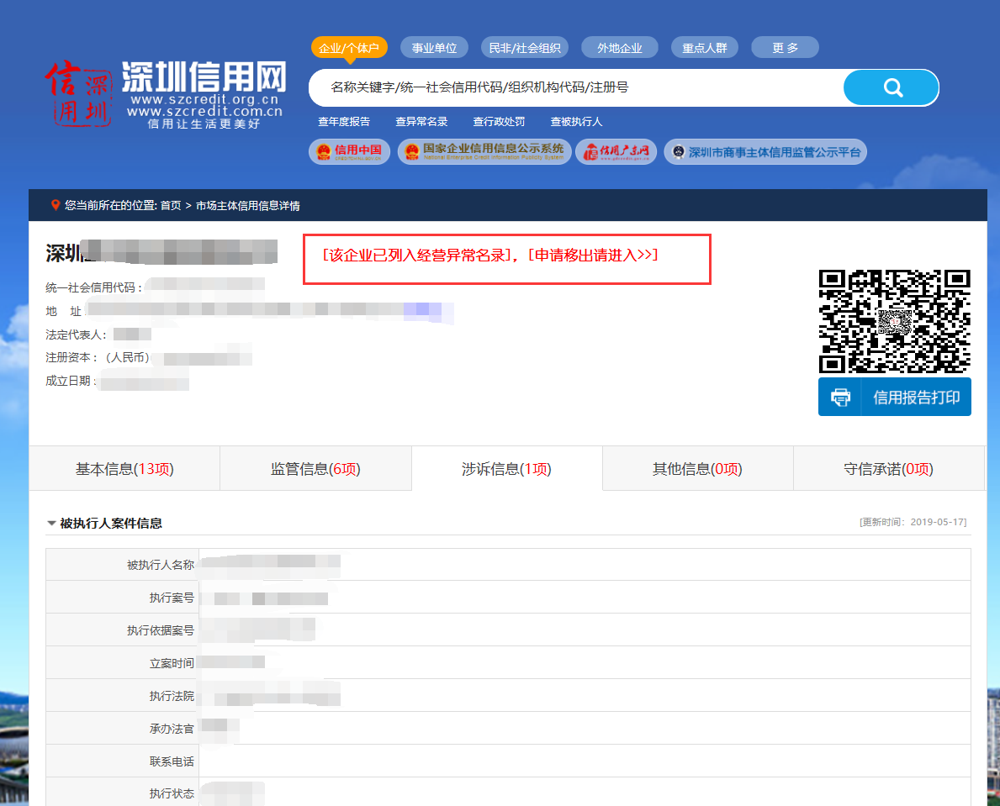 企业/个体户 事业单位 民非/社会组织 外地企业 重点人群 更 多
信 深圳 用
深圳信用网
www.szcredit.org.cn
www.szcredit.com.cn
信用让生活更美好
名称关键字/统一社会信用代码/组织机构代码/注册号
查年度报告 查异常名录 查行政处罚 查被执行人
信用中国 国家企业信用信息公示系统 信用广东网 深圳市商事主体信用监管公示平台
National Enterprise Credit Information Publicity System
您当前所在的位置: 首页 > 市场主体信用信息详情
深圳
[该企业已列入经营异常名录]，[申请移出请进入>>]
统一社会信用代码：
地 址：
法定代表人：
注册资本：（人民币）
成立日期：
信用报告打印
基本信息(13项) 监管信息(6项) 涉诉信息(1项) 其他信息(0项) 守信承诺(0项)
被执行人案件信息 [更新时间：2019-05-17]
被执行人名称
执行案号
执行依据案号
立案时间
执行法院
承办法官
联系电话
执行状态